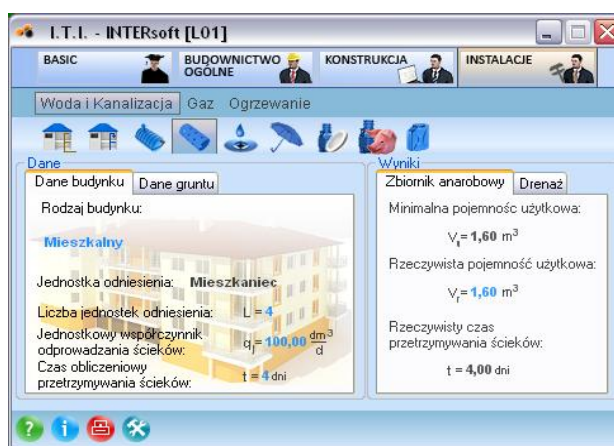 I.T.I. - INTERsoft [L01]
BASIC
BUDOWNICTWO OGÓLNE
KONSTRUKCJA
INSTALACJE
Woda i Kanalizacja Gaz Ogrzewanie
Dane
Dane budynku Dane gruntu
Rodzaj budynku:
Mieszkalny
Jednostka odniesienia: Mieszkaniec
Liczba jednostek odniesienia: L = 4
Jednostkowy współczynnik
odprowadzania ścieków: qj= 100,00 dm³/d
Czas obliczeniowy
przetrzymywania ścieków: t = 4 dni
Wyniki
Zbiornik anarobowy Drenaż
Minimalna pojemnośc użytkowa:
V = 1,60 m³
Rzeczywista pojemność użytkowa:
Vr= 1,60 m³
Rzeczywisty czas
przetrzymywania ścieków:
t = 4,00 dni